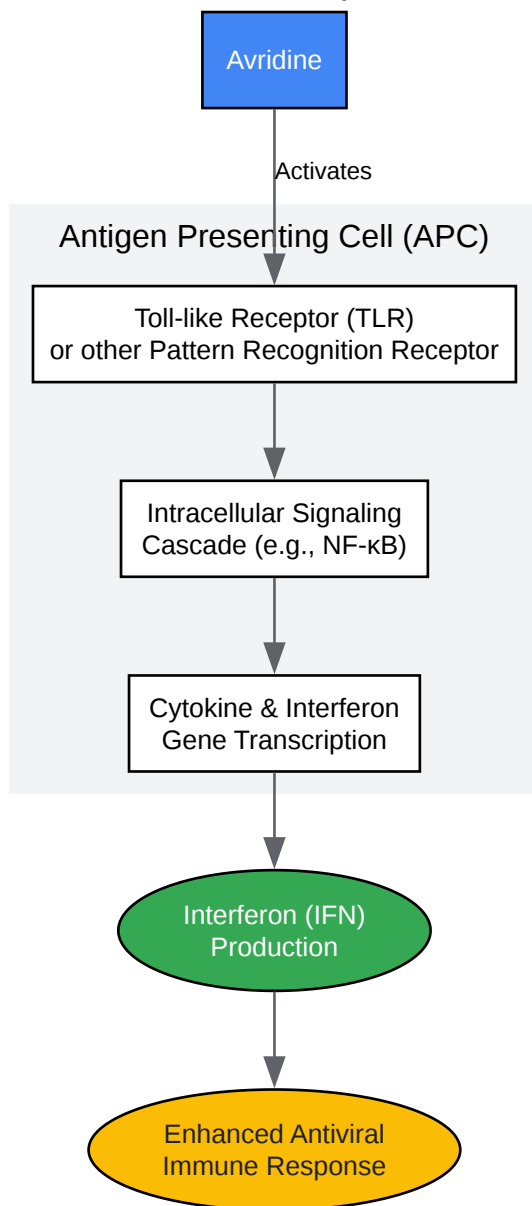 Avridine
Activates
Antigen Presenting Cell (APC)
Toll-like Receptor (TLR)
or other Pattern Recognition Receptor
Intracellular Signaling
Cascade (e.g., NF-κB)
Cytokine & Interferon
Gene Transcription
Interferon (IFN)
Production
Enhanced Antiviral
Immune Response